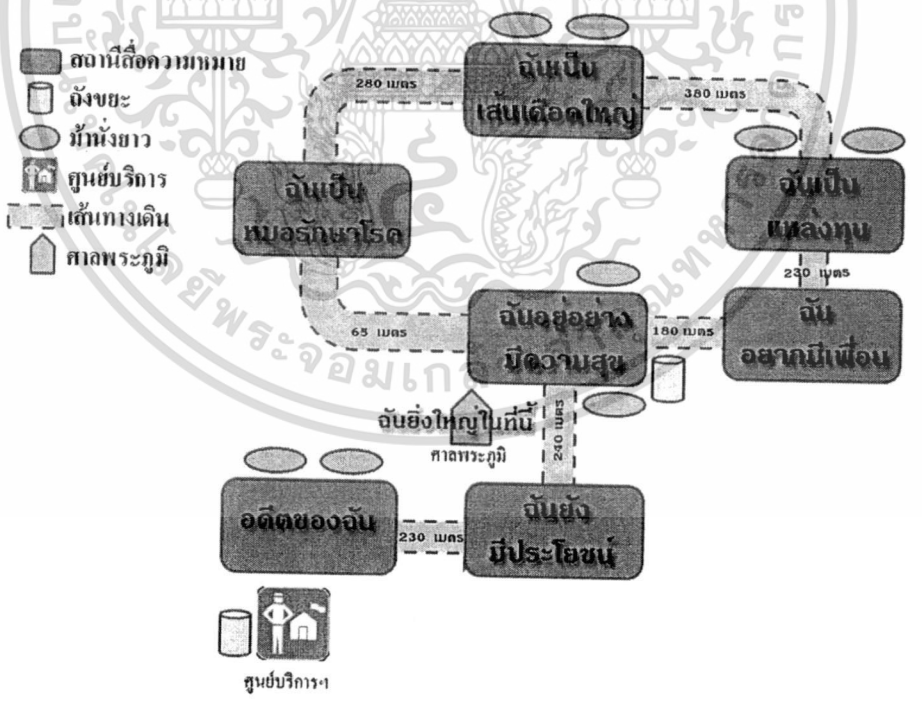 สถานีสื่อความหมาย
ถังขยะ
ม้านั่งยาว
ศูนย์บริการ
เส้นทางเดิน
ศาลพระภูมิ
ฉันเป็น
เส้นเลือดใหญ่
280 เมตร
380 เมตร
ฉันเป็น
หมอรักษาโรค
ฉันเป็น
แหล่งทุน
230 เมตร
65 เมตร
ฉันอยู่อย่าง
มีความสุข
180 เมตร
ฉัน
อยากมีเพื่อน
ฉันยิ่งใหญ่ในที่นี้
ศาลพระภูมิ
240 เมตร
อดีตของฉัน
230 เมตร
ฉันยัง
มีประโยชน์
ศูนย์บริการฯ1